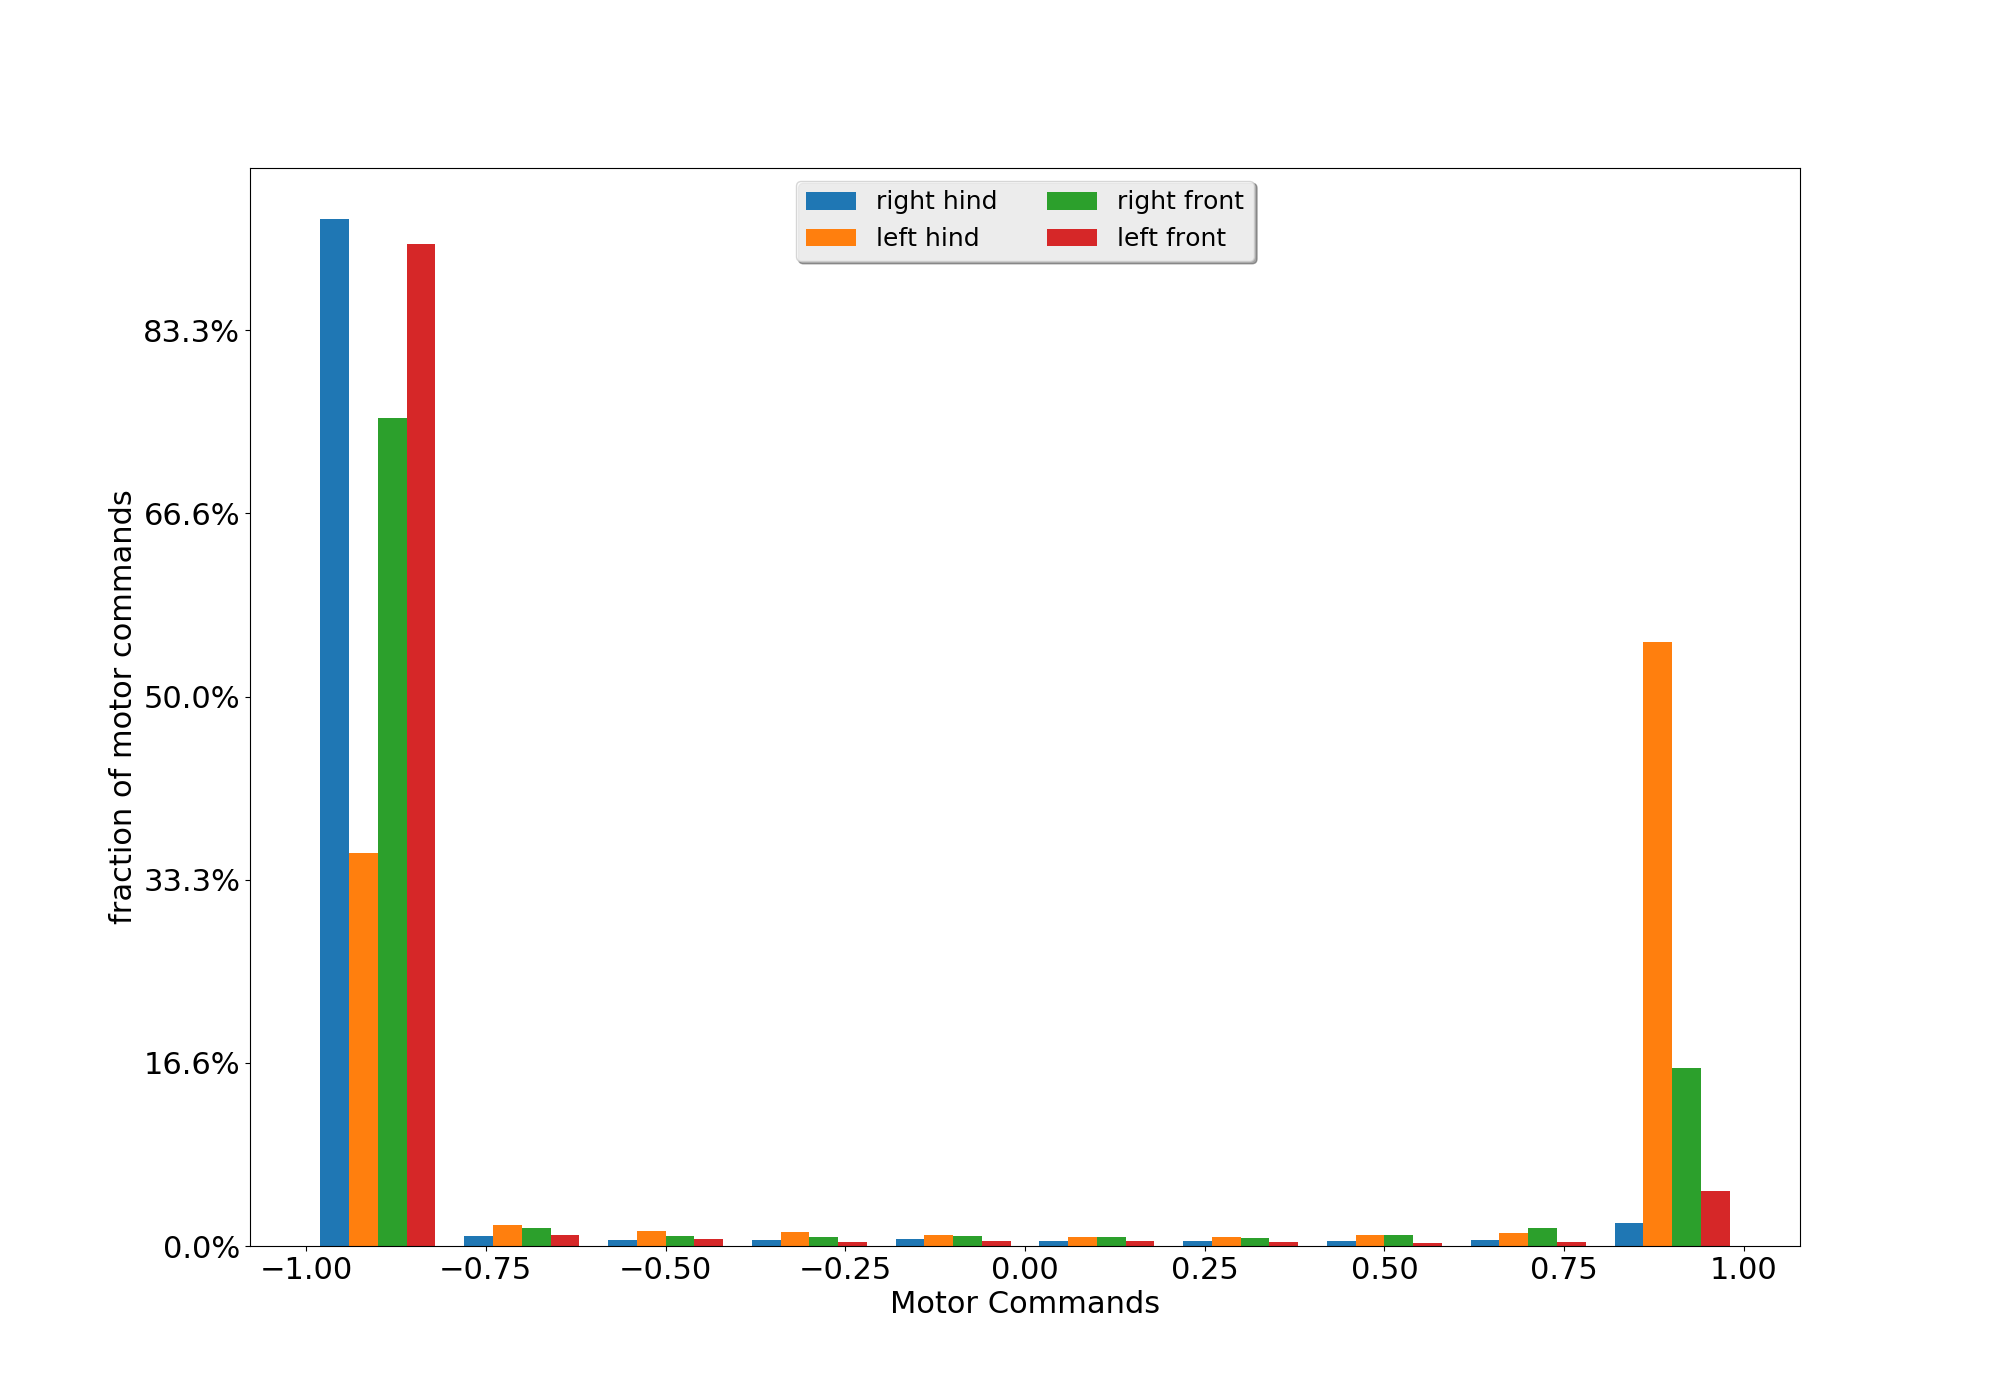 right hind
left hind
right front
left front
83.3%
66.6%
50.0%
33.3%
16.6%
0.0%
fraction of motor commands
−1.00 −0.75 −0.50 −0.25 0.00 0.25 0.50 0.75 1.00
Motor Commands